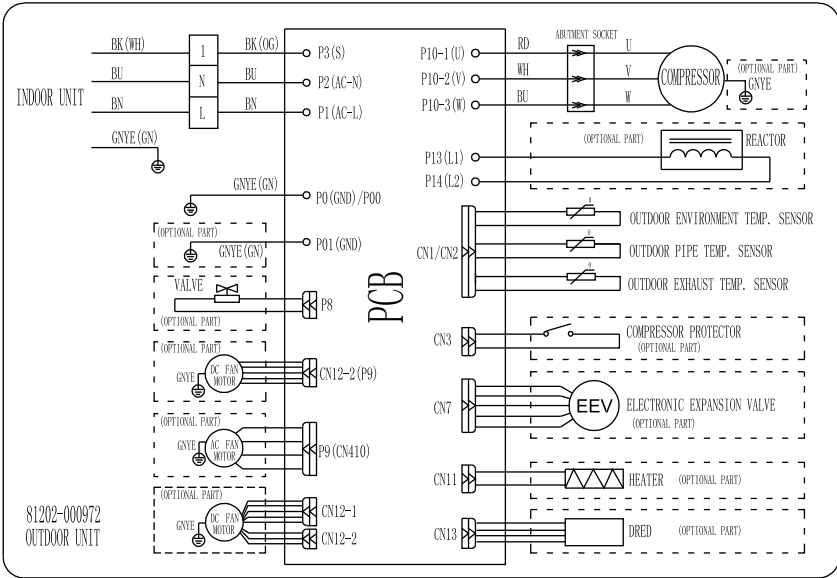 BK(WH) 1 BK(OG) P3(S)
BU N BU P2(AC-N)
INDOOR UNIT
BN L BN P1(AC-L)
GNYE(GN)
GNYE(GN) P0(GND)/P00
(OPTIONAL PART)
GNYE(GN) P01(GND)
VALVE
P8
(OPTIONAL PART)
(OPTIONAL PART)
GNYE DC FAN MOTOR CN12-2(P9)
(OPTIONAL PART)
GNYE AC FAN MOTOR P9(CN410)
(OPTIONAL PART)
GNYE DC FAN MOTOR CN12-1
CN12-2
81202-000972
OUTDOOR UNIT
PCB
ABUTMENT SOCKET
P10-1(U) RD U
P10-2(V) WH V COMPRESSOR
P10-3(W) BU W
(OPTIONAL PART)
GNYE
(OPTIONAL PART) REACTOR
P13(L1)
P14(L2)
θ OUTDOOR ENVIRONMENT TEMP. SENSOR
CN1/CN2 θ OUTDOOR PIPE TEMP. SENSOR
θ OUTDOOR EXHAUST TEMP. SENSOR
CN3 COMPRESSOR PROTECTOR
(OPTIONAL PART)
CN7 EEV ELECTRONIC EXPANSION VALVE
(OPTIONAL PART)
CN11 HEATER (OPTIONAL PART)
CN13 DRED (OPTIONAL PART)